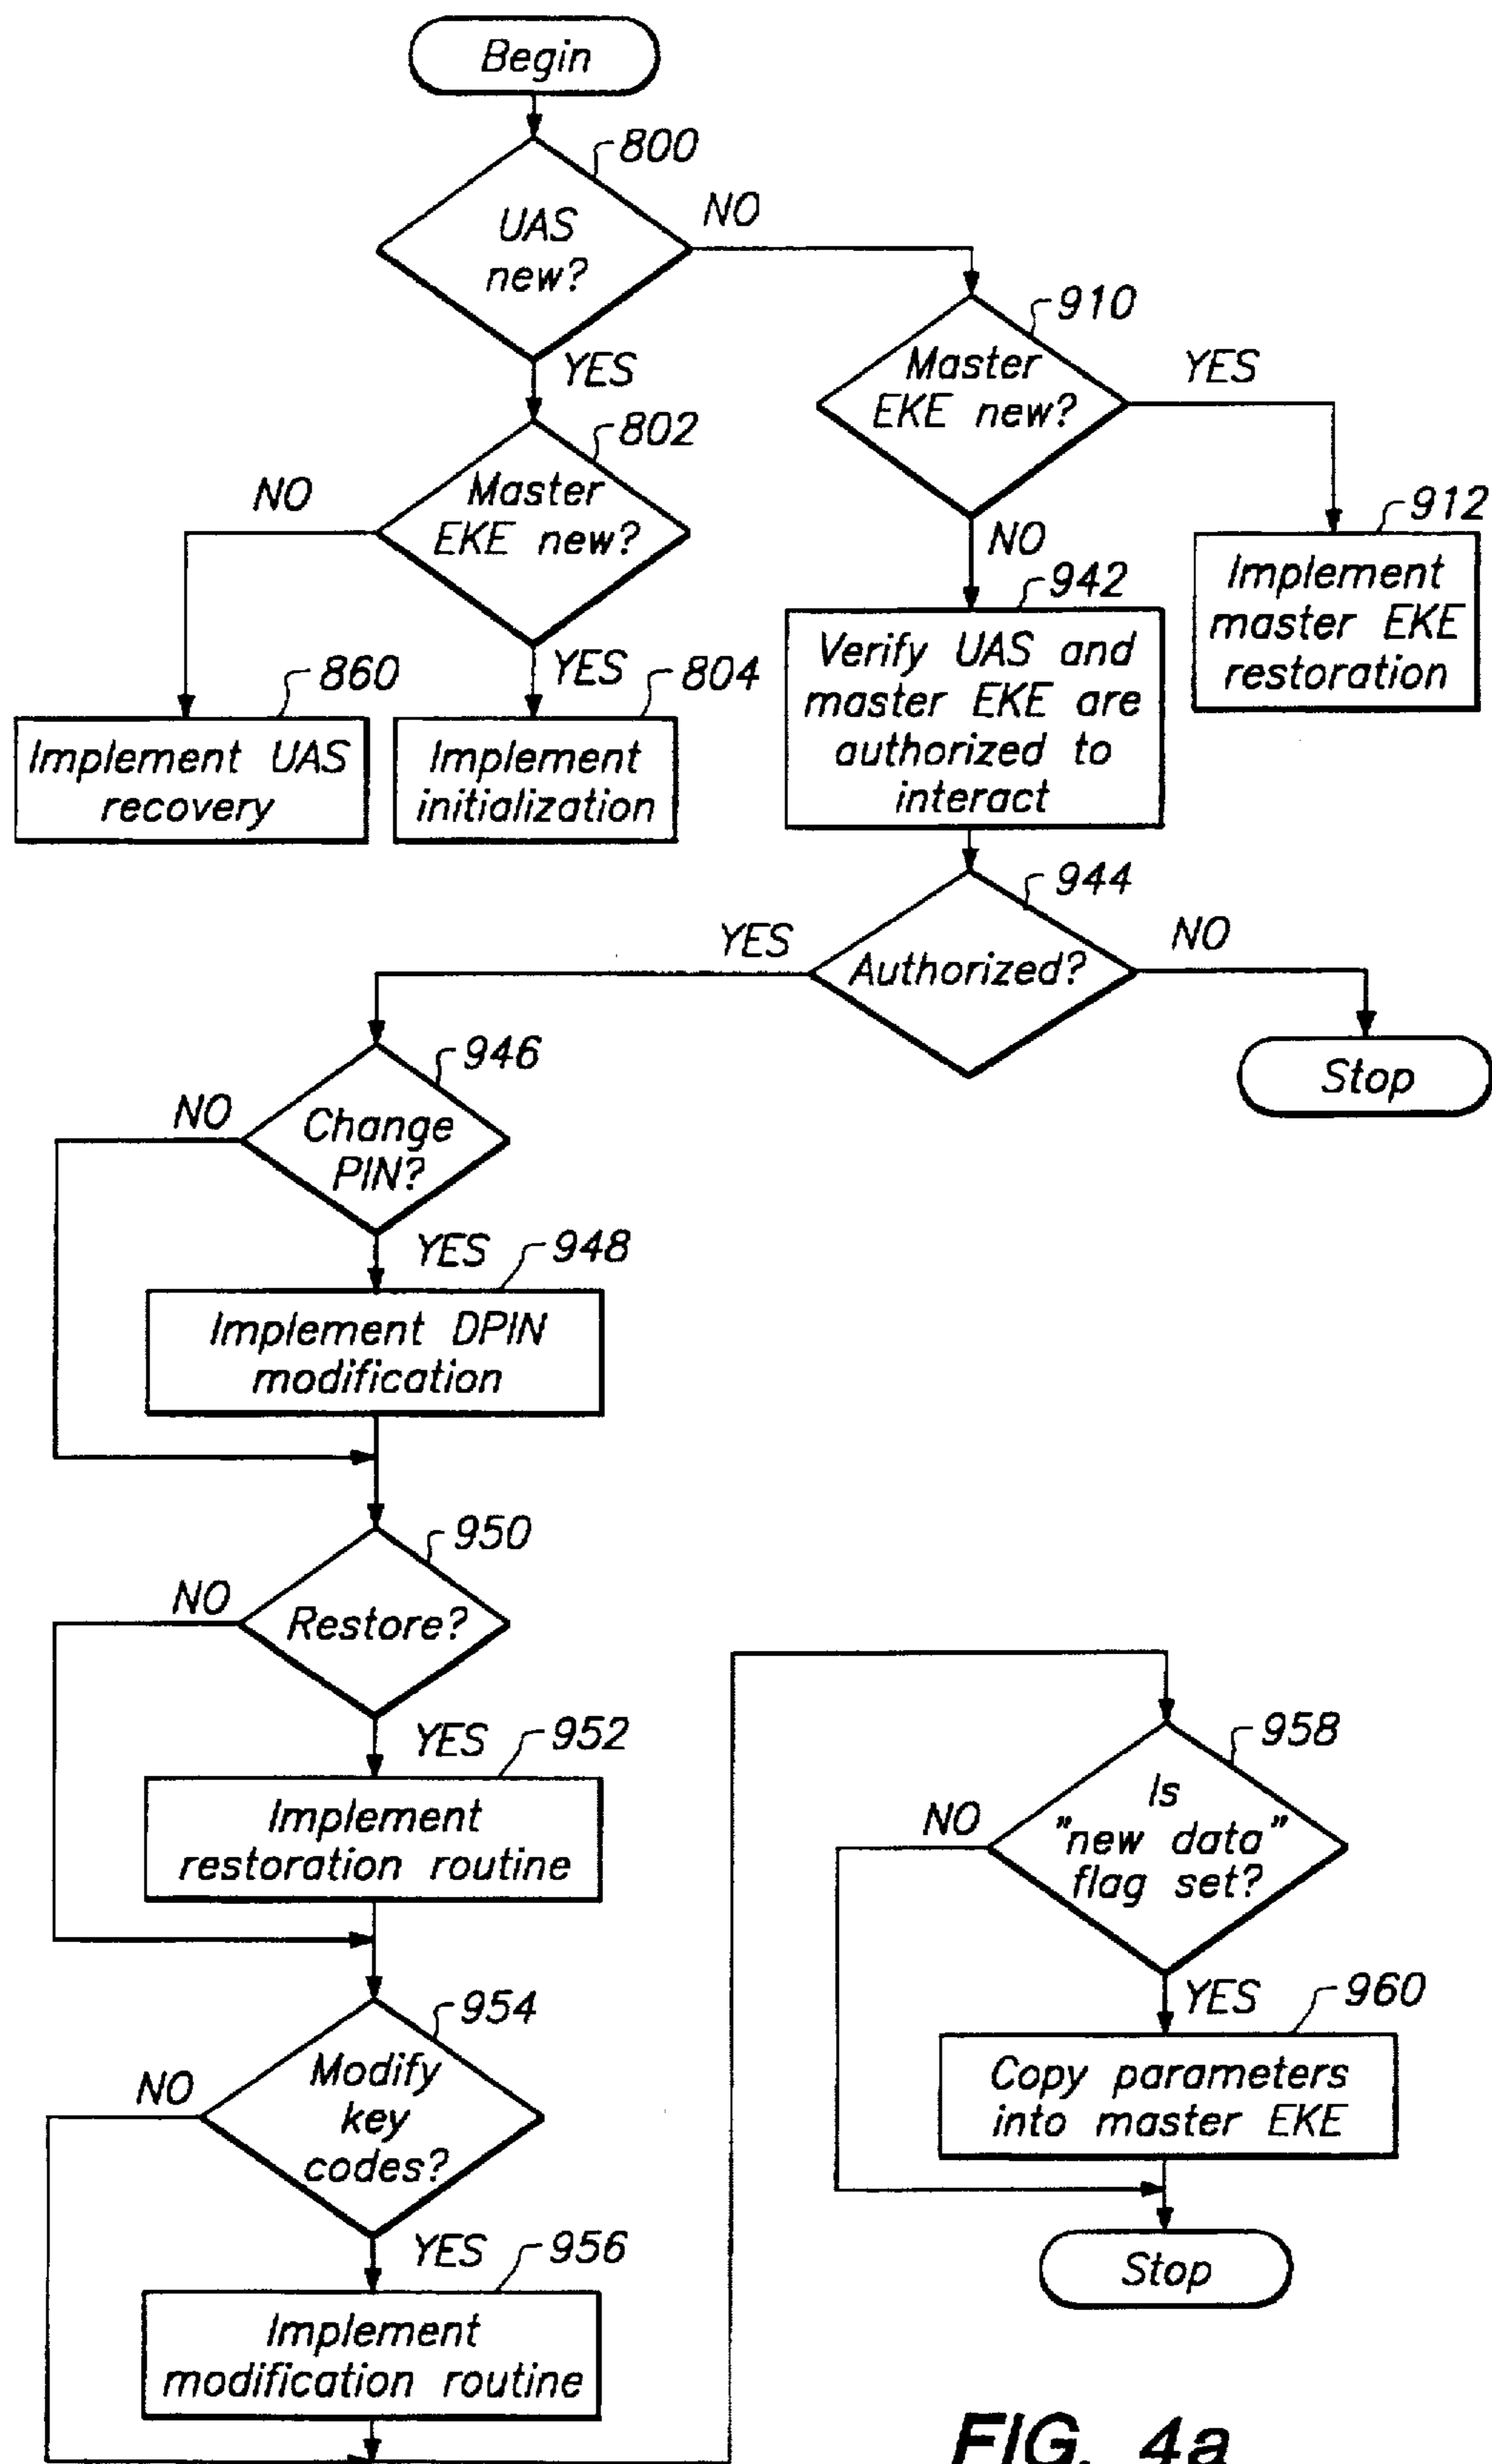 Begin
800
UAS
new?
NO
YES
910
Master
EKE new?
YES
NO
802
Master
EKE new?
NO
YES
912
Implement
master EKE
restoration
942
Verify UAS and
master EKE are
authorized to
interact
860
Implement UAS
recovery
804
Implement
initialization
944
Authorized?
YES
NO
Stop
946
Change
PIN?
NO
YES
948
Implement DPIN
modification
950
Restore?
NO
YES
952
Implement
restoration routine
954
Modify
key
codes?
NO
YES
956
Implement
modification routine
958
Is
"new data"
flag set?
NO
YES
960
Copy parameters
into master EKE
Stop
FIG. 4a